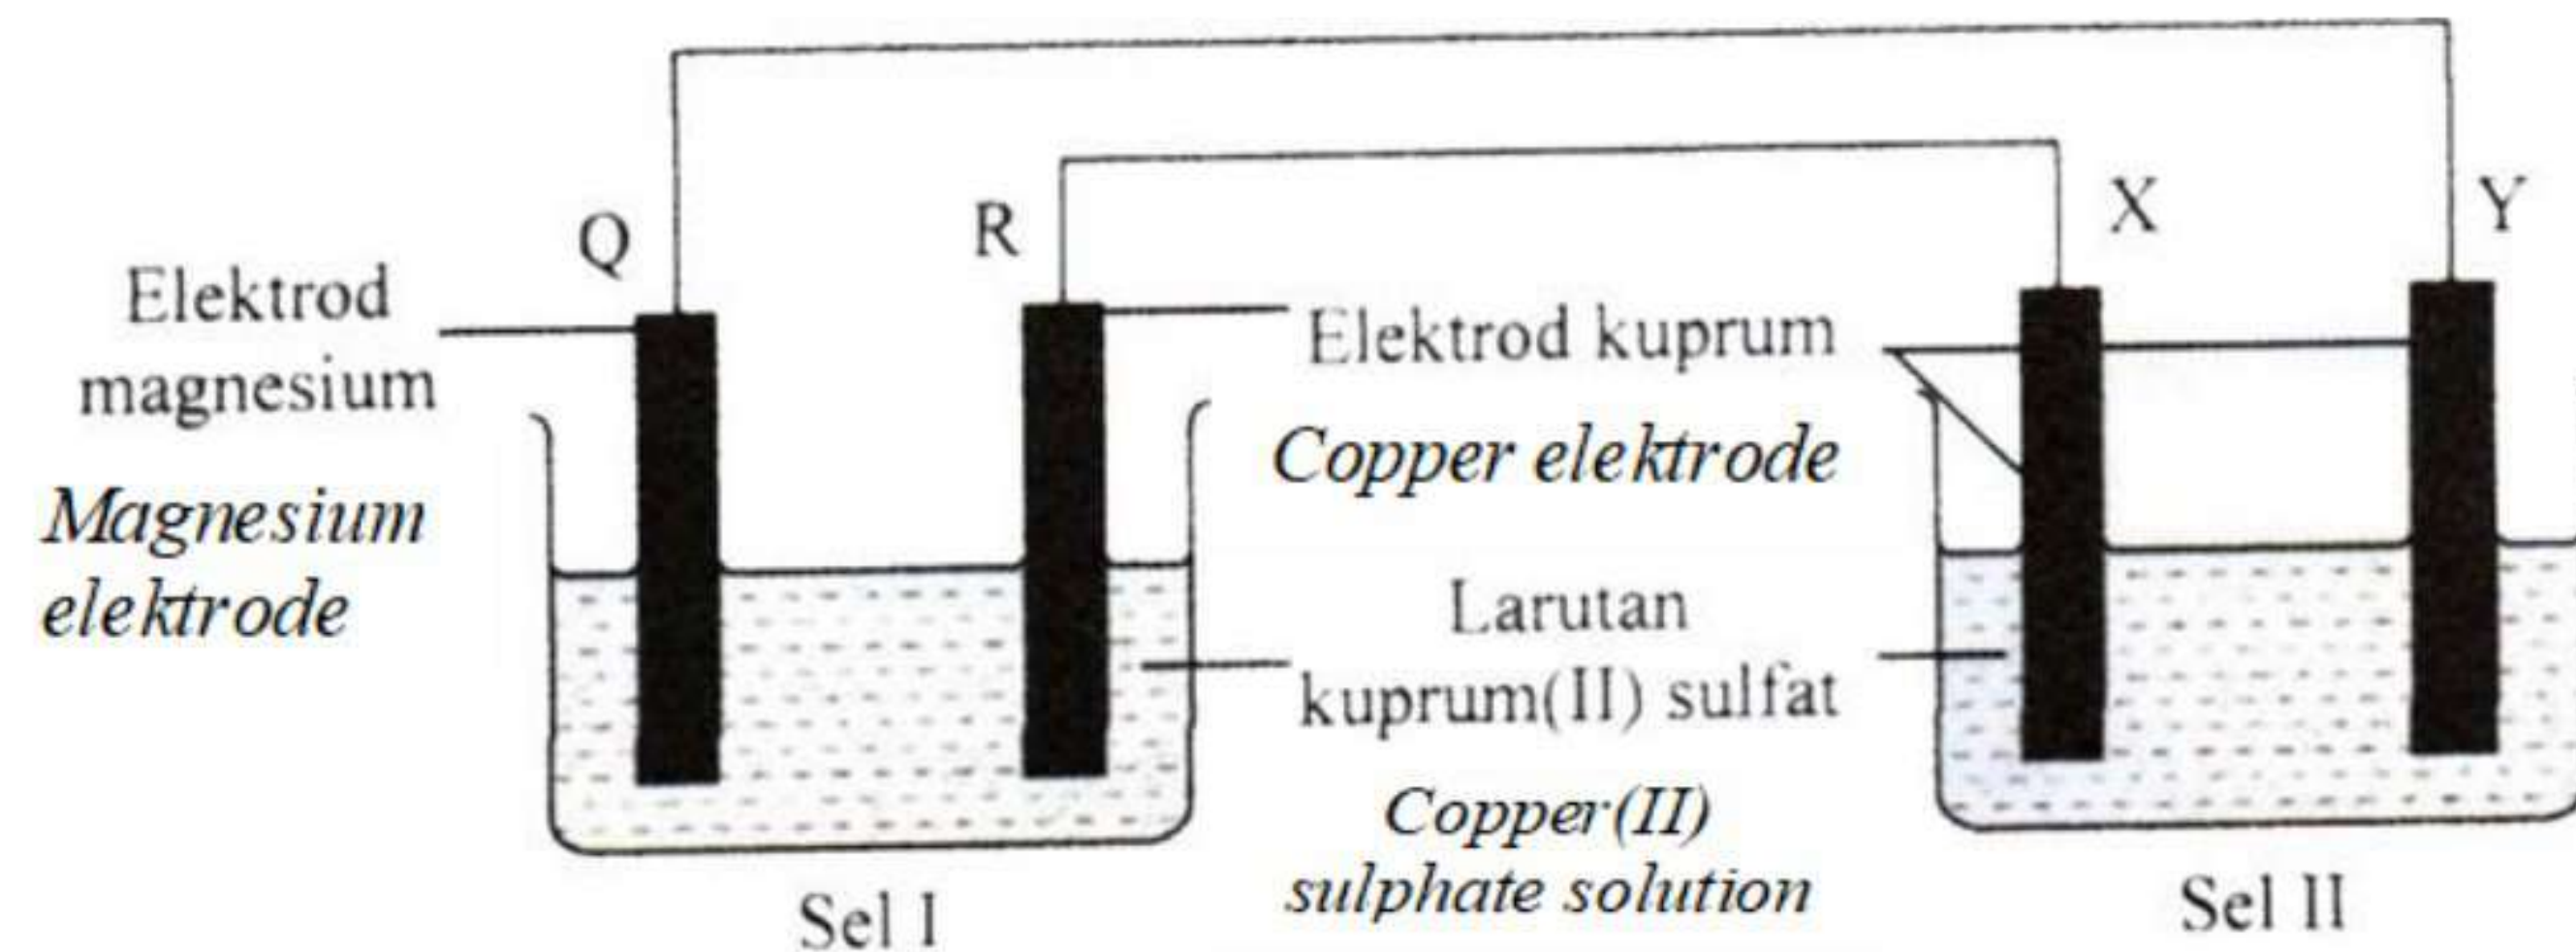 Q
R
X
Y
Elektrod
magnesium
Magnesium
elektrode
Elektrod kuprum
Copper elektrode
Larutan
kuprum(II) sulfat
Copper(II)
sulphate solution
Sel I
Sel II